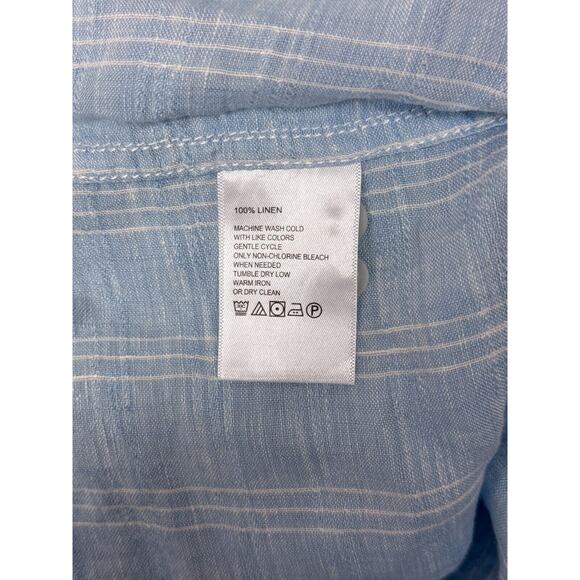 100% LINEN
MACHINE WASH COLD
WITH LIKE COLORS
GENTLE CYCLE
ONLY NON-CHLORINE BLEACH
WHEN NEEDED
TUMBLE DRY LOW
WARM IRON
OR DRY CLEAN
P